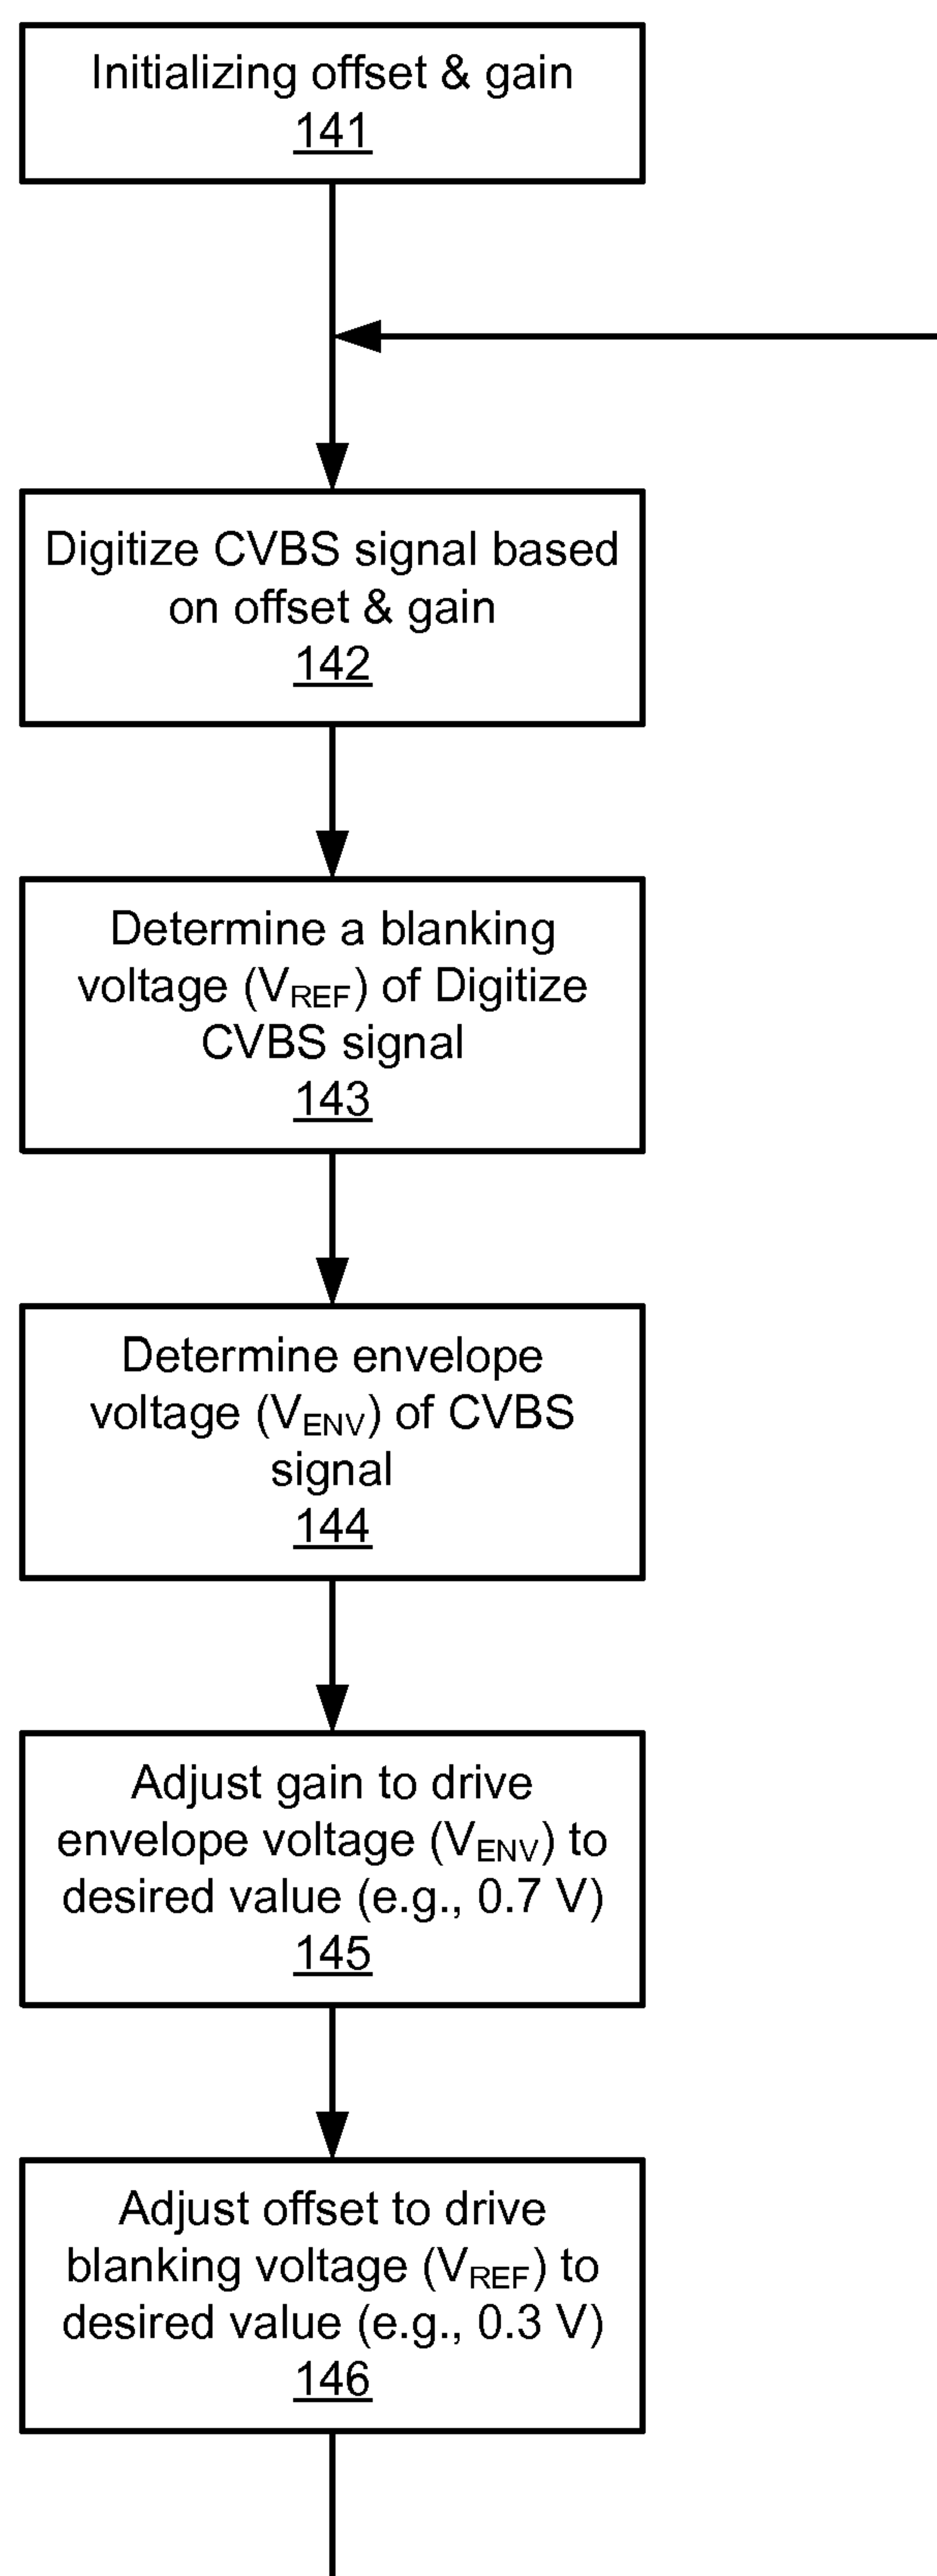 Initializing offset & gain
141
Digitize CVBS signal based
on offset & gain
142
Determine a blanking
voltage (VREF) of Digitize
CVBS signal
143
Determine envelope
voltage (VENV) of CVBS
signal
144
Adjust gain to drive
envelope voltage (VENV) to
desired value (e.g., 0.7 V)
145
Adjust offset to drive
blanking voltage (VREF) to
desired value (e.g., 0.3 V)
146